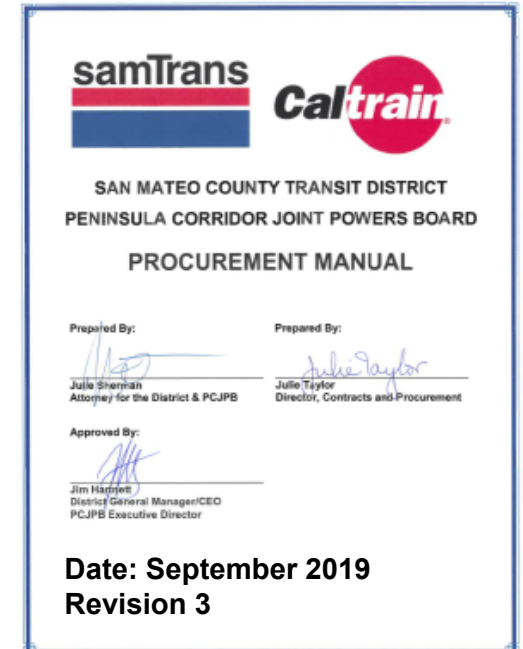 samTrans
Caltrain
SAN MATEO COUNTY TRANSIT DISTRICT
PENINSULA CORRIDOR JOINT POWERS BOARD
PROCUREMENT MANUAL
Prepared By:
Prepared By:
Julie Taylor
Julie Sherman
Attorney for the District & PCJPB
Julie Taylor
Director, Contracts and Procurement
Approved By:
Jim Hartnett
District General Manager/CEO
PCJPB Executive Director
Date: September 2019
Revision 3